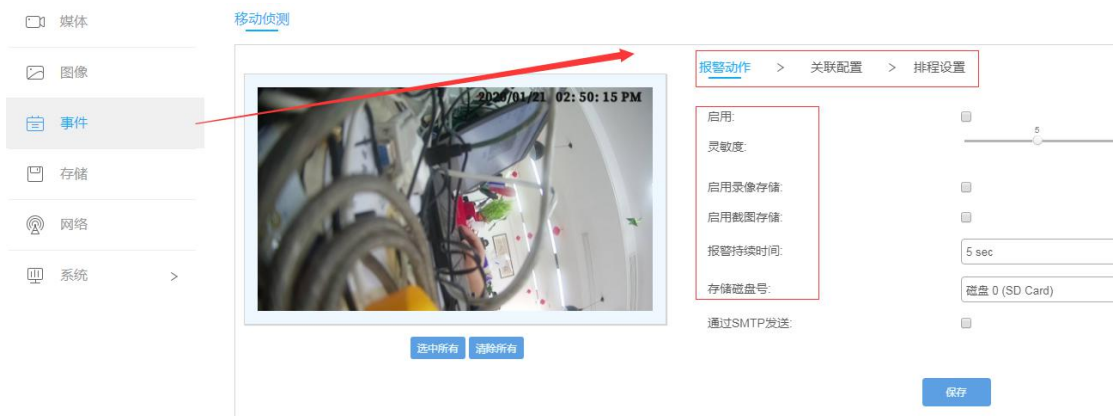 媒体
图像
事件
存储
网络
系统 >
移动侦测
2020/01/21 02:50:15 PM
选中所有 清除所有
报警动作 > 关联配置 > 排程设置
启用:
灵敏度: 5
启用录像存储:
启用截图存储:
报警持续时间: 5 sec
存储磁盘号: 磁盘 0 (SD Card)
通过SMTP发送:
保存